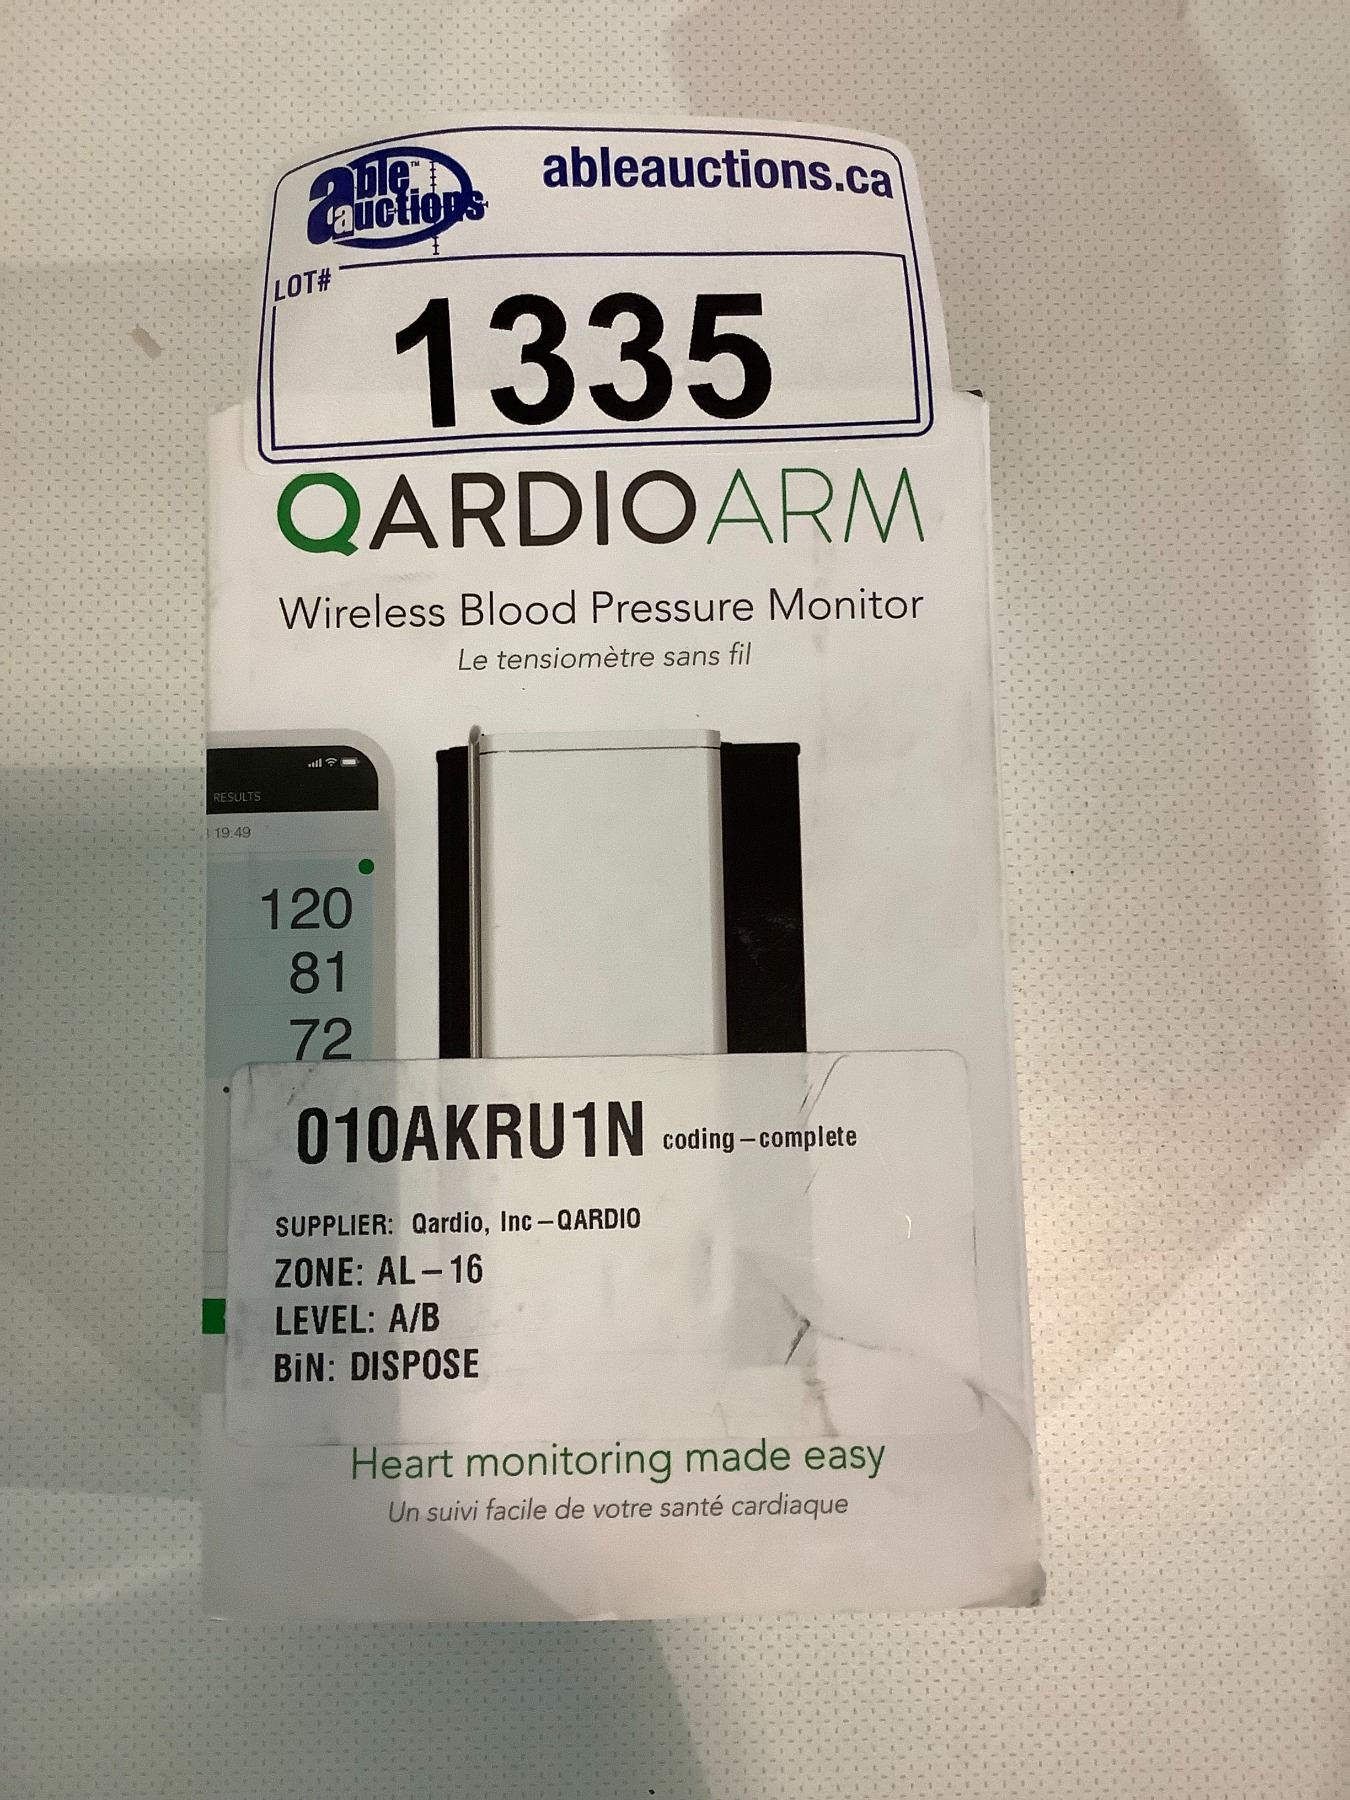 able auctions™
ableauctions.ca
LOT#
1335
QARDIOARM
Wireless Blood Pressure Monitor
Le tensiomètre sans fil
RESULTS
19:49
120
81
72
010AKRU1N coding-complete
SUPPLIER: Qardio, Inc-QARDIO
ZONE: AL-16
LEVEL: A/B
BiN: DISPOSE
Heart monitoring made easy
Un suivi facile de votre santé cardiaque